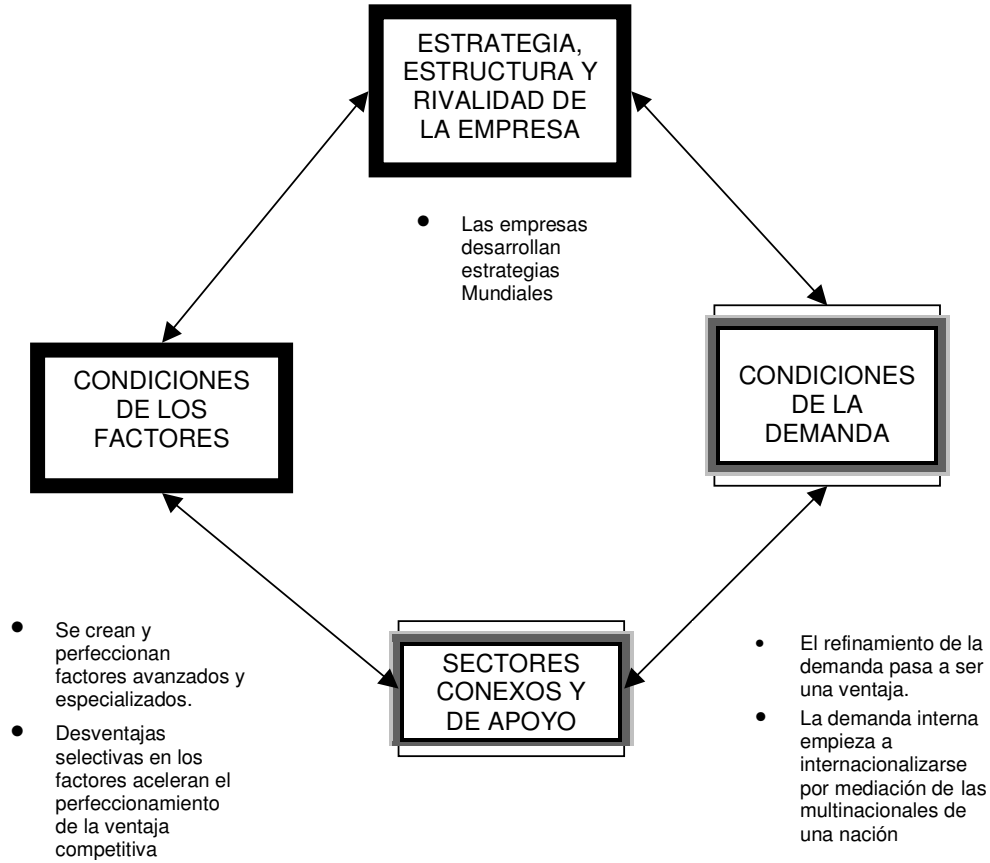 ESTRATEGIA,
ESTRUCTURA Y
RIVALIDAD DE
LA EMPRESA
• Las empresas
desarrollan
estrategias
Mundiales
CONDICIONES
DE LOS
FACTORES
CONDICIONES
DE LA
DEMANDA
• Se crean y
perfeccionan
factores avanzados y
especializados.
• Desventajas
selectivas en los
factores aceleran el
perfeccionamiento
de la ventaja
competitiva
SECTORES
CONEXOS Y
DE APOYO
• El refinamiento de la
demanda pasa a ser
una ventaja.
• La demanda interna
empieza a
internacionalizarse
por mediación de las
multinacionales de
una nación